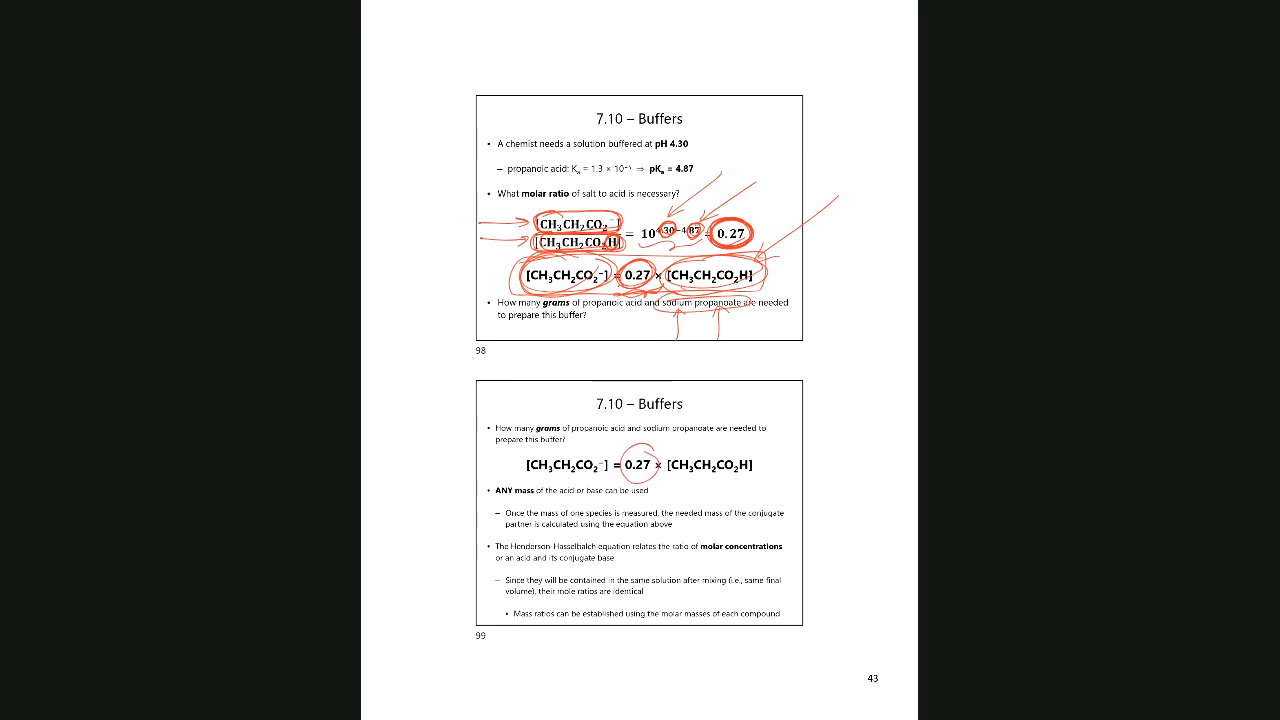 7.10 – Buffers
• A chemist needs a solution buffered at pH 4.30
– propanoic acid: Kₐ = 1.3 × 10⁻⁵ ⇒ pKₐ = 4.87
• What molar ratio of salt to acid is necessary?
[CH₃CH₂CO₂⁻]
[CH₃CH₂CO₂H]
= 10⁴·³⁰⁻⁴·⁸⁷ = 0.27
[CH₃CH₂CO₂⁻] = 0.27 × [CH₃CH₂CO₂H]
• How many grams of propanoic acid and sodium propanoate are needed
to prepare this buffer?
98
7.10 – Buffers
• How many grams of propanoic acid and sodium propanoate are needed to
prepare this buffer?
[CH₃CH₂CO₂⁻] = 0.27 × [CH₃CH₂CO₂H]
• ANY mass of the acid or base can be used
– Once the mass of one species is measured, the needed mass of the conjugate
partner is calculated using the equation above
• The Henderson-Hasselbalch equation relates the ratio of molar concentrations
or an acid and its conjugate base
– Since they will be contained in the same solution after mixing (i.e., same final
volume), their mole ratios are identical
• Mass ratios can be established using the molar masses of each compound
99
43